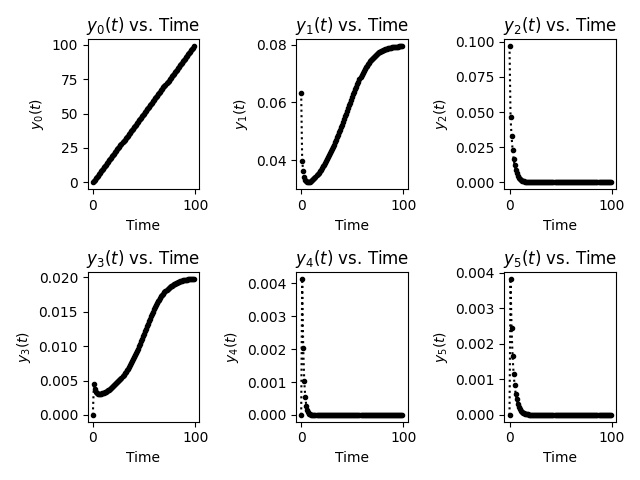 y₀(t) vs. Time
y₁(t) vs. Time
y₂(t) vs. Time
100
75
50
25
0
y₀(t)
0
100
Time
0.08
0.06
0.04
y₁(t)
0
100
Time
0.100
0.075
0.050
0.025
0.000
y₂(t)
0
100
Time
y₃(t) vs. Time
y₄(t) vs. Time
y₅(t) vs. Time
0.020
0.015
0.010
0.005
0.000
y₃(t)
0
100
Time
0.004
0.003
0.002
0.001
0.000
y₄(t)
0
100
Time
0.004
0.003
0.002
0.001
0.000
y₅(t)
0
100
Time